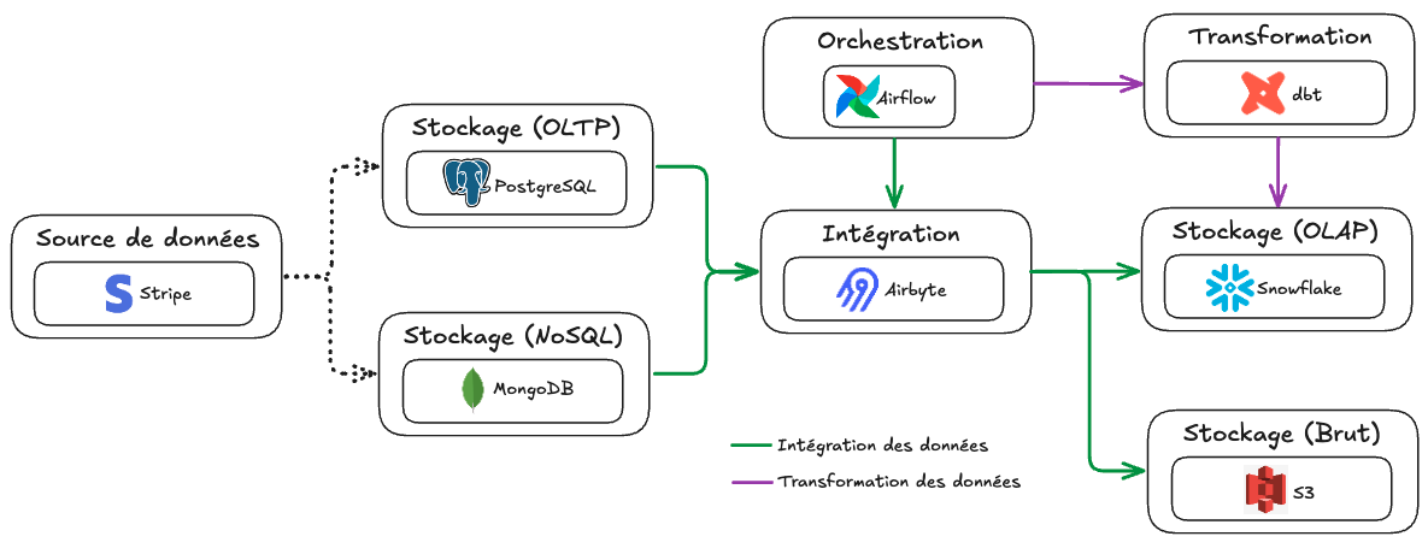 Orchestration
Airflow
Transformation
dbt
Stockage (OLTP)
PostgreSQL
Source de données
Stripe
Intégration
Airbyte
Stockage (OLAP)
Snowflake
Stockage (NoSQL)
MongoDB
Stockage (Brut)
S3
Intégration des données
Transformation des données